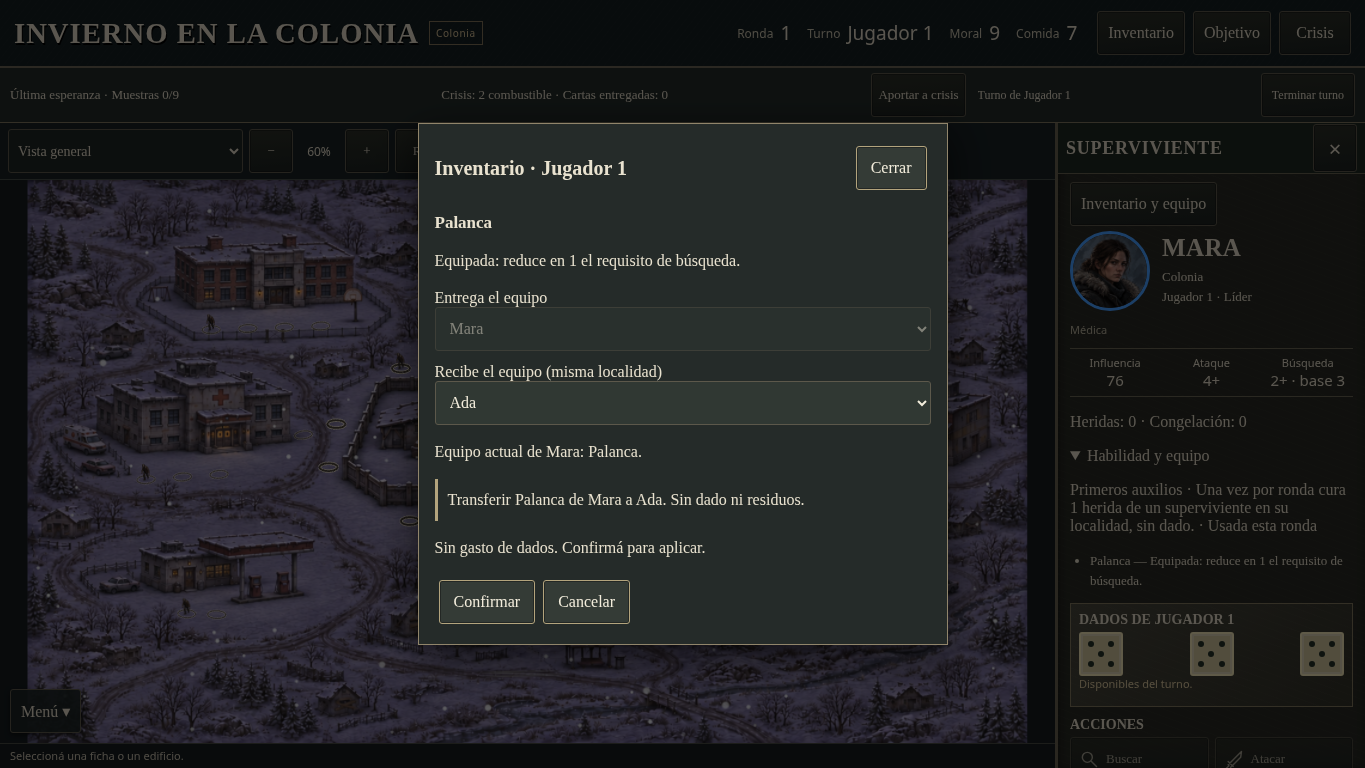 INVIERNO EN LA COLONIA
Colonia
Ronda 1 Turno Jugador 1 Moral 9 Comida 7
Inventario
Objetivo
Crisis
Última esperanza · Muestras 0/9
Crisis: 2 combustible · Cartas entregadas: 0
Aportar a crisis
Turno de Jugador 1
Terminar turno
Vista general
−
60%
+
Inventario · Jugador 1
Cerrar
Palanca
Equipada: reduce en 1 el requisito de búsqueda.
Entrega el equipo
Mara
Recibe el equipo (misma localidad)
Ada
Equipo actual de Mara: Palanca.
Transferir Palanca de Mara a Ada. Sin dado ni residuos.
Sin gasto de dados. Confirmá para aplicar.
Confirmar
Cancelar
SUPERVIVIENTE
×
Inventario y equipo
MARA
Colonia
Jugador 1 · Líder
Médica
Influencia Ataque Búsqueda
76 4+ 2+ · base 3
Heridas: 0 · Congelación: 0
▼ Habilidad y equipo
Primeros auxilios · Una vez por ronda cura
1 herida de un superviviente en su
localidad, sin dado. · Usada esta ronda
• Palanca — Equipada: reduce en 1 el requisito de
búsqueda.
DADOS DE JUGADOR 1
Disponibles del turno.
ACCIONES
Buscar
Atacar
Menú ▾
Seleccioná una ficha o un edificio.